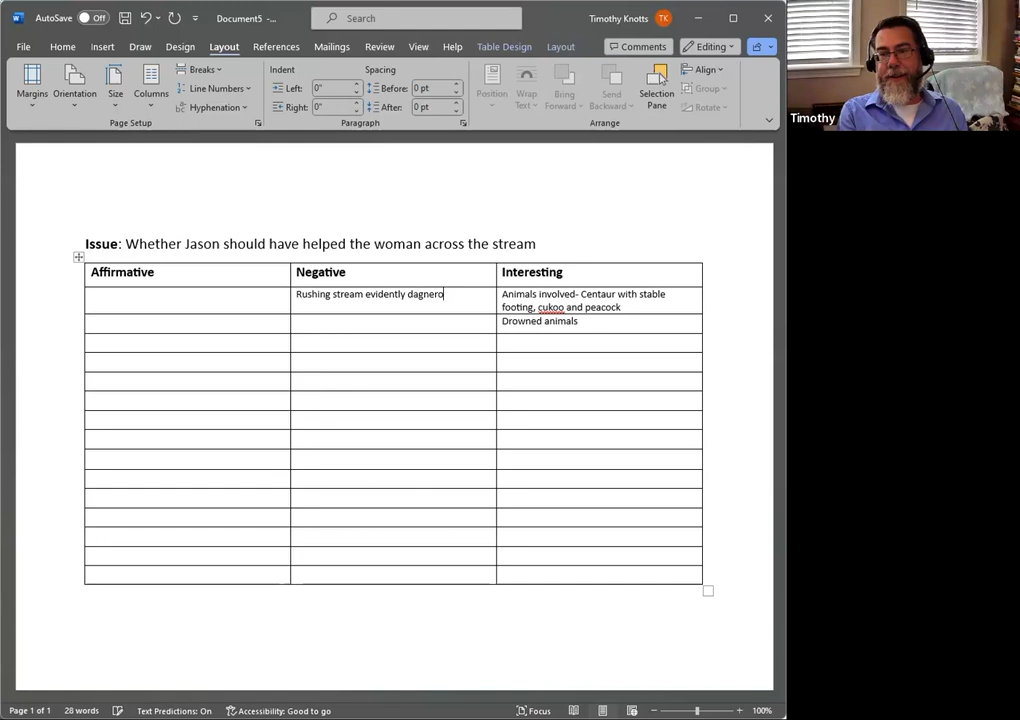 AutoSave Off Document5 -... Search Timothy Knotts TK
File Home Insert Draw Design Layout References Mailings Review View Help Table Design Layout Comments Editing
Margins Orientation Size Columns Breaks Line Numbers Hyphenation
Page Setup
Indent Spacing
Left: 0" Before: 0 pt
Right: 0" After: 0 pt
Paragraph
Position Wrap Text Bring Forward Send Backward Selection Pane Align Group Rotate
Arrange
Timothy
Issue: Whether Jason should have helped the woman across the stream
Affirmative Negative Interesting
Rushing stream evidently dagnero Animals involved- Centaur with stable
footing, cukoo and peacock
Drowned animals
Page 1 of 1 28 words Text Predictions: On Accessibility: Good to go Focus 100%